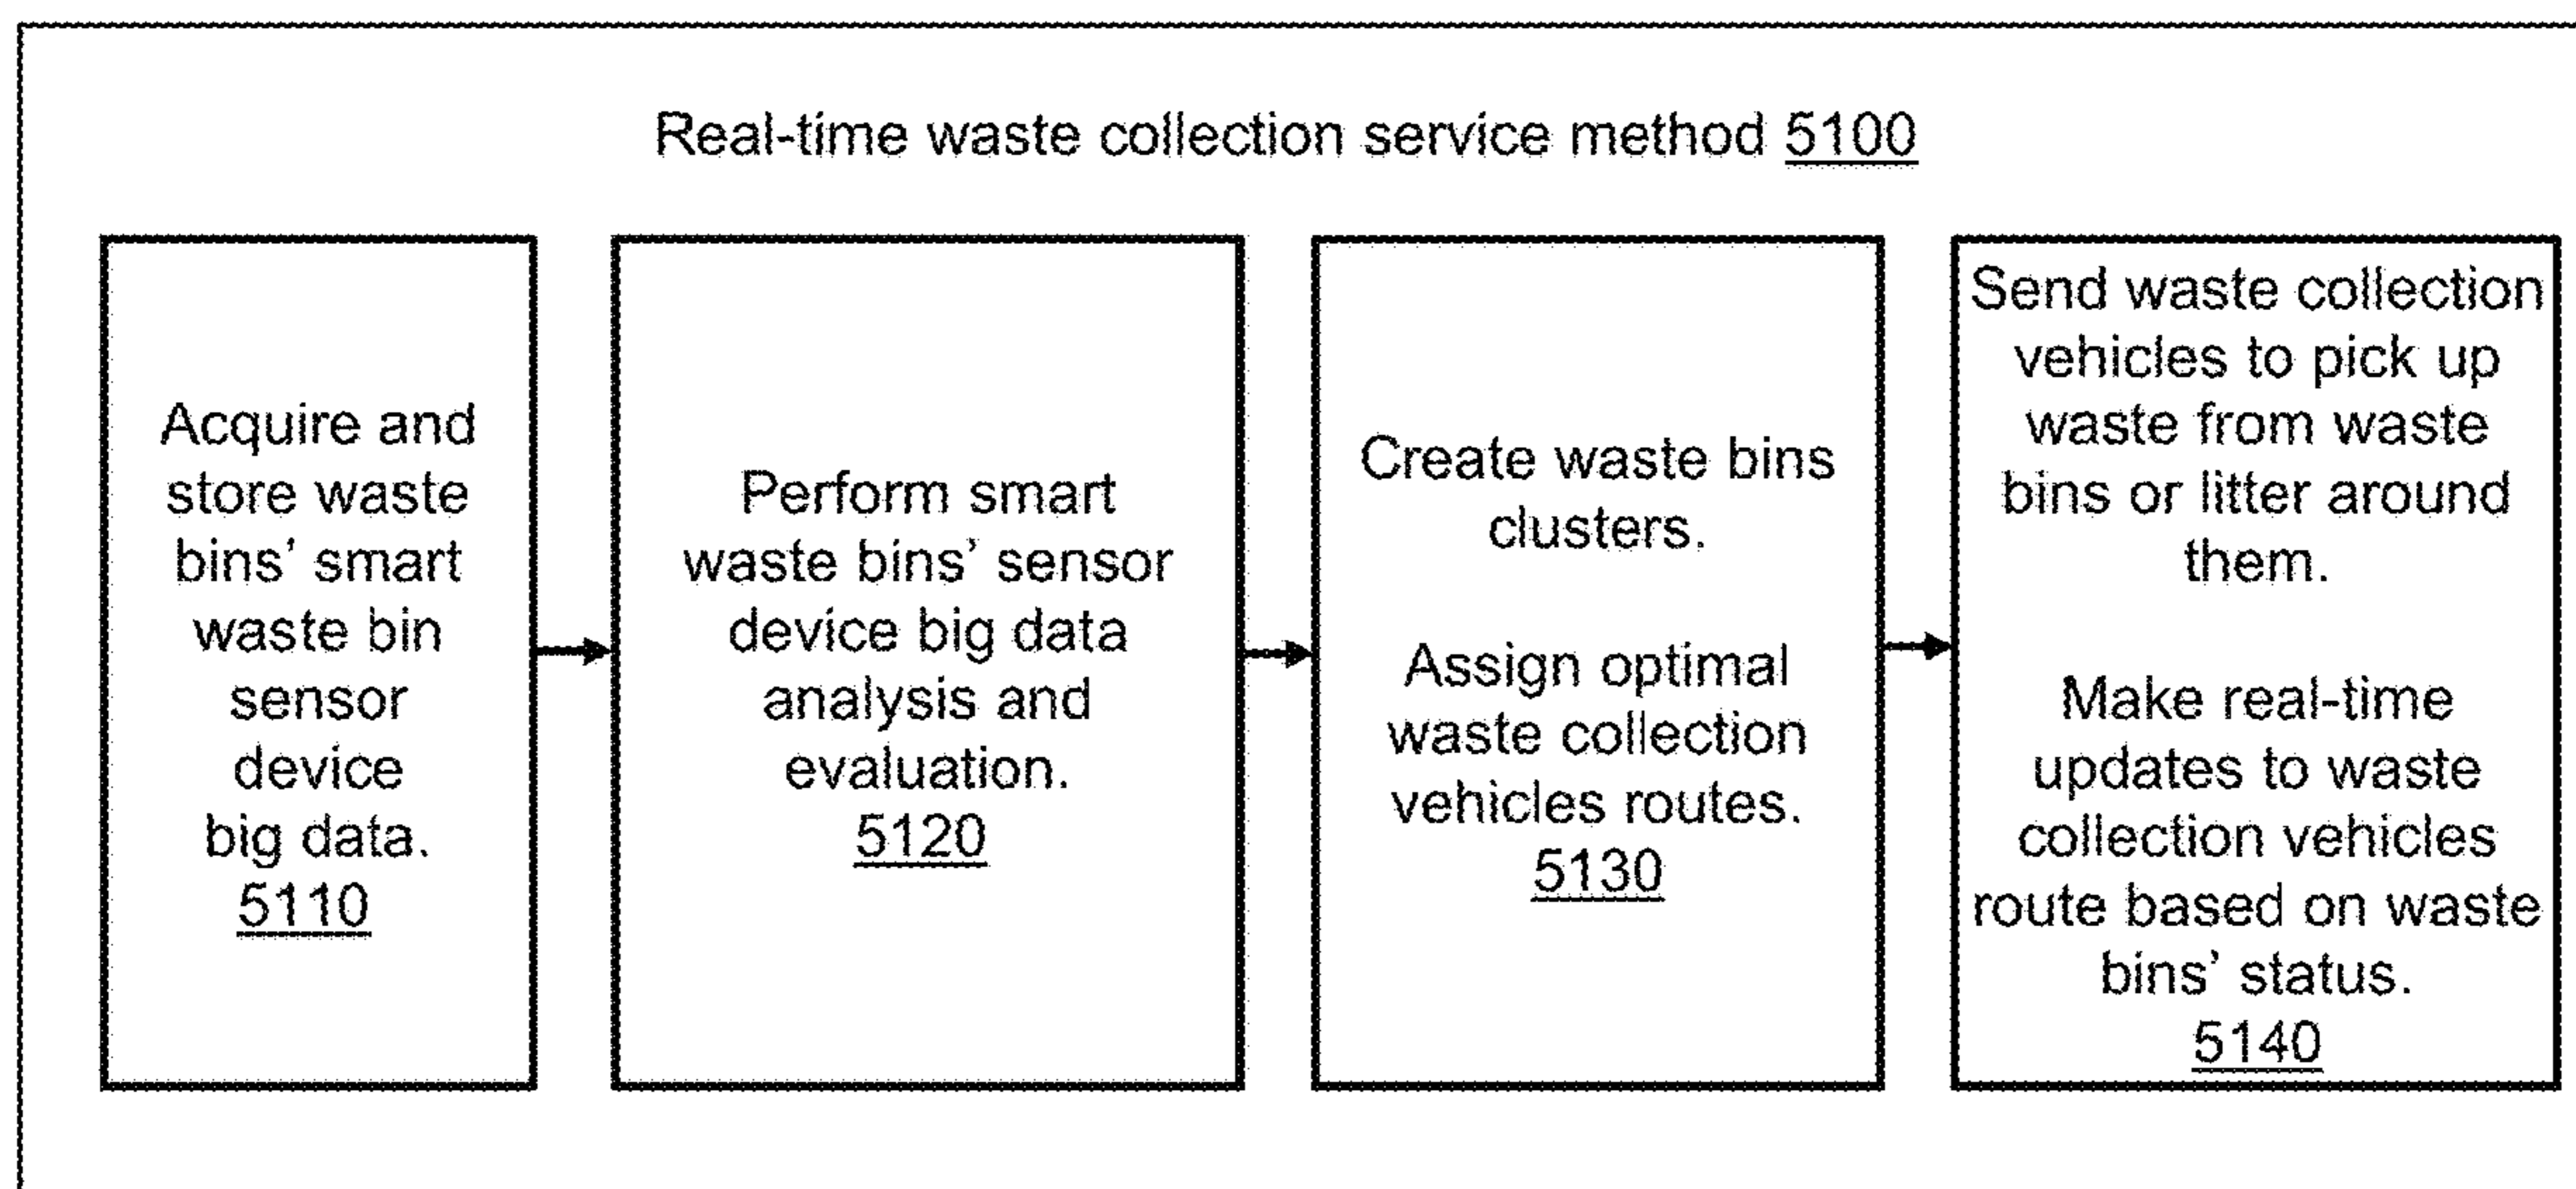 Real-time waste collection service method 5100
Acquire and
store waste
bins’ smart
waste bin
sensor
device
big data.
5110
Perform smart
waste bins’ sensor
device big data
analysis and
evaluation.
5120
Create waste bins
clusters.
Assign optimal
waste collection
vehicles routes.
5130
Send waste collection
vehicles to pick up
waste from waste
bins or litter around
them.
Make real-time
updates to waste
collection vehicles
route based on waste
bins’ status.
5140